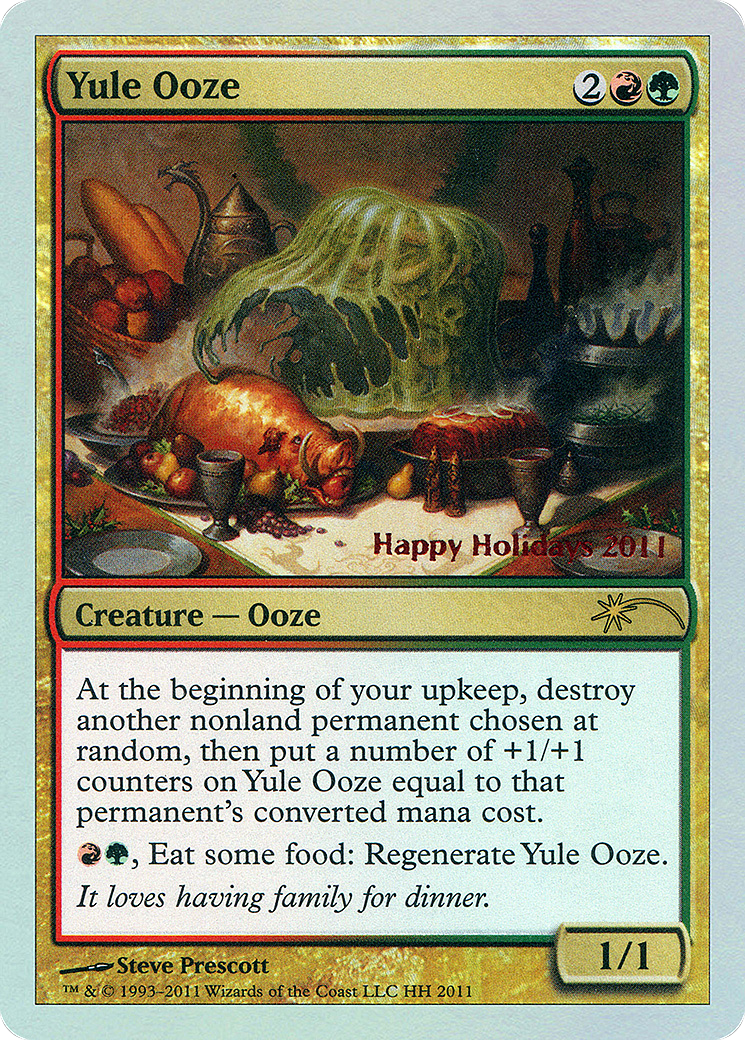 Yule Ooze 2
Happy Holidays 2011
Creature — Ooze
At the beginning of your upkeep, destroy
another nonland permanent chosen at
random, then put a number of +1/+1
counters on Yule Ooze equal to that
permanent's converted mana cost.
, Eat some food: Regenerate Yule Ooze.
It loves having family for dinner.
1/1
Steve Prescott
™ & © 1993–2011 Wizards of the Coast LLC HH 2011